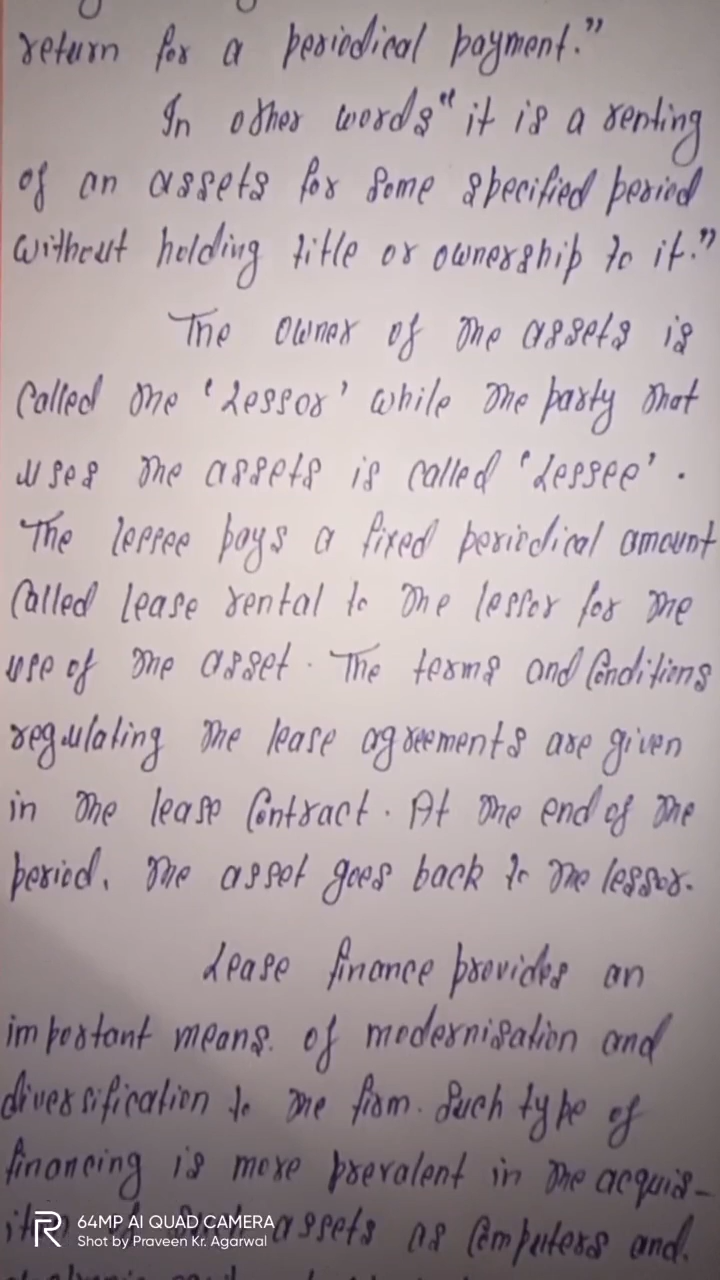 return for a periodical payment."
In other words "it is a renting
of an assets for some specified period
without holding title or ownership to it."
The owner of the assets is
called the 'Lessor' while the party that
uses the assets is called 'Lessee'.
The lessee pays a fixed periodical amount
called lease rental to the lessor for the
use of the asset. The terms and Conditions
regulating the lease agreements are given
in the lease Contract. At the end of the
period, the asset goes back to the lessor.
Lease finance provides an
important means. of modernisation and
diversification to the firm. Such type of
financing is more prevalent in the acquis-
assets as Computers and
64MP AI QUAD CAMERA
Shot by Praveen Kr. Agarwal